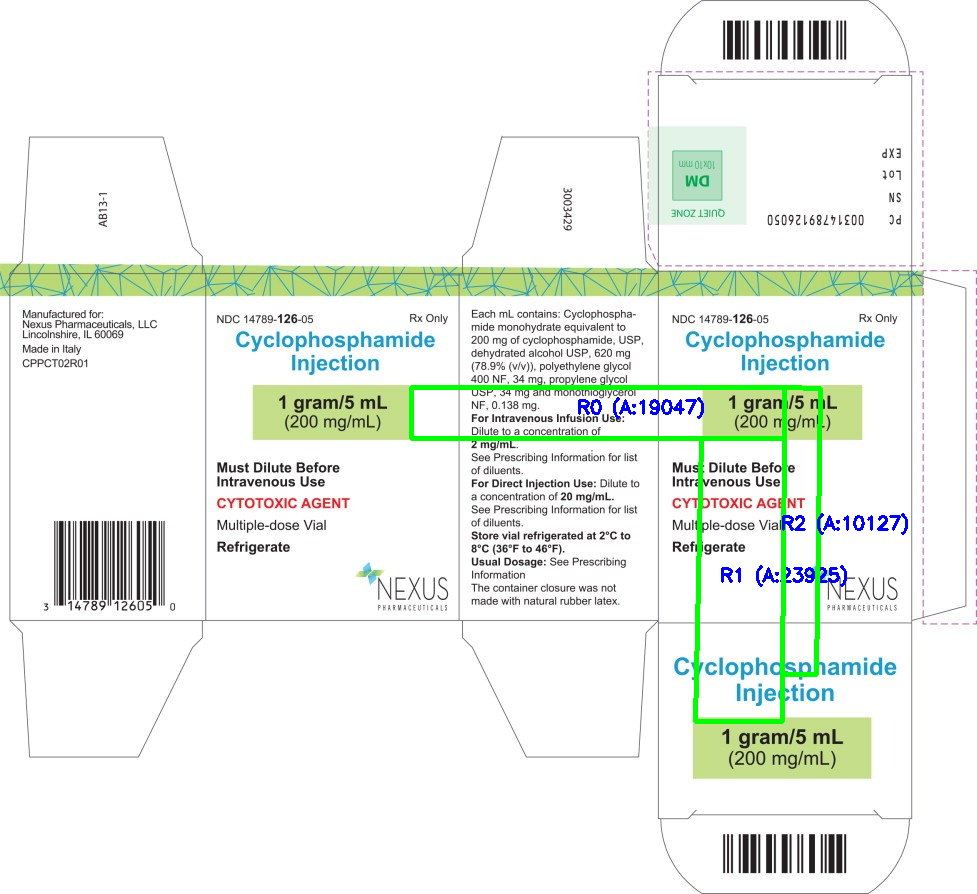 PC 00314789126050
SN
Lot
EXP
QUIET ZONE
DM
10x10 mm
AB13-1
3003429
Manufactured for:
Nexus Pharmaceuticals, LLC
Lincolnshire, IL 60069
Made in Italy
CPPCT02R01
3 14789 12605 0
NDC 14789-126-05 Rx Only
Cyclophosphamide
Injection
1 gram/5 mL
(200 mg/mL)
Must Dilute Before
Intravenous Use
CYTOTOXIC AGENT
Multiple-dose Vial
Refrigerate
NEXUS
PHARMACEUTICALS
Each mL contains: Cyclophospha-
mide monohydrate equivalent to
200 mg of cyclophosphamide, USP,
dehydrated alcohol USP, 620 mg
(78.9% (v/v)), polyethylene glycol
400 NF, 34 mg, propylene glycol
USP, 34 mg and monothioglycerol
NF, 0.138 mg.
For Intravenous Infusion Use:
Dilute to a concentration of
2 mg/mL.
See Prescribing Information for list
of diluents.
For Direct Injection Use: Dilute to
a concentration of 20 mg/mL.
See Prescribing Information for list
of diluents.
Store vial refrigerated at 2°C to
8°C (36°F to 46°F).
Usual Dosage: See Prescribing
Information
The container closure was not
made with natural rubber latex.
R0 (A:19047)
NDC 14789-126-05 Rx Only
Cyclophosphamide
Injection
1 gram/5 mL
(200 mg/mL)
Must Dilute Before
Intravenous Use
CYTOTOXIC AGENT
Multiple-dose Vial
R2 (A:10127)
Refrigerate
R1 (A:23925)
NEXUS
PHARMACEUTICALS
Cyclophosphamide
Injection
1 gram/5 mL
(200 mg/mL)